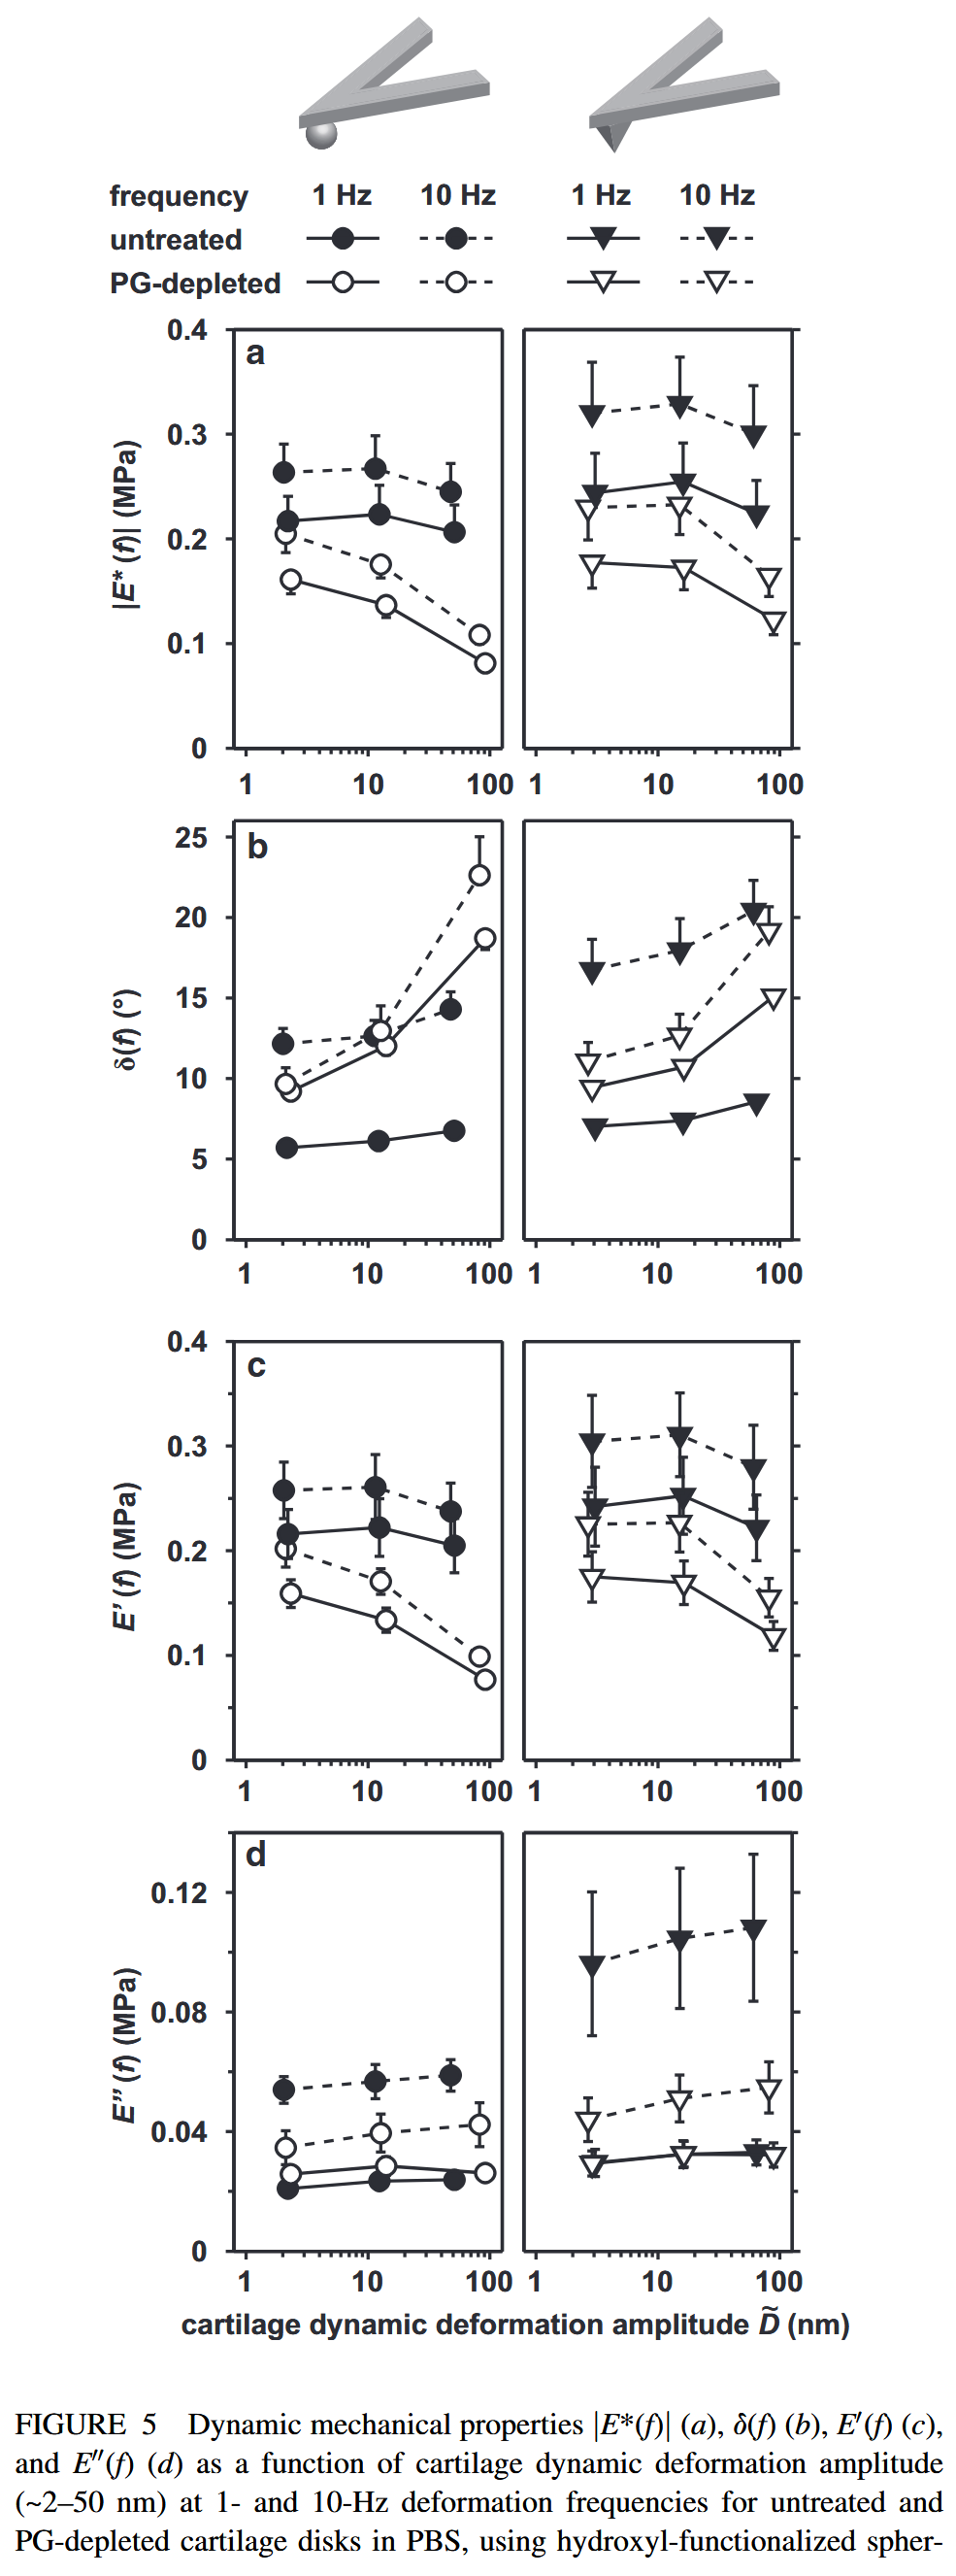 frequency 1 Hz 10 Hz 1 Hz 10 Hz
untreated
PG-depleted
a
|E* (f)| (MPa)
0.4
0.3
0.2
0.1
0
1 10 100 1 10 100
b
δ(f) (°)
25
20
15
10
5
0
1 10 100 1 10 100
c
E' (f) (MPa)
0.4
0.3
0.2
0.1
0
1 10 100 1 10 100
d
E'' (f) (MPa)
0.12
0.08
0.04
0
1 10 100 1 10 100
cartilage dynamic deformation amplitude D̃ (nm)
FIGURE 5 Dynamic mechanical properties |E*(f)| (a), δ(f) (b), E′(f) (c),
and E″(f) (d) as a function of cartilage dynamic deformation amplitude
(~2–50 nm) at 1- and 10-Hz deformation frequencies for untreated and
PG-depleted cartilage disks in PBS, using hydroxyl-functionalized spher-